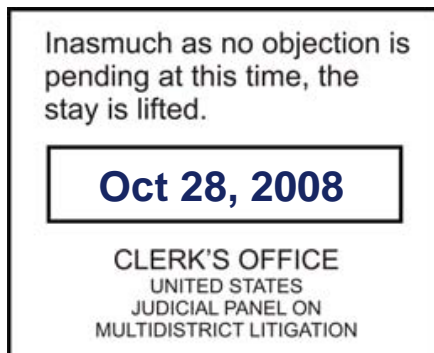 Inasmuch as no objection is
pending at this time, the
stay is lifted.
Oct 28, 2008
CLERK'S OFFICE
UNITED STATES
JUDICIAL PANEL ON
MULTIDISTRICT LITIGATION